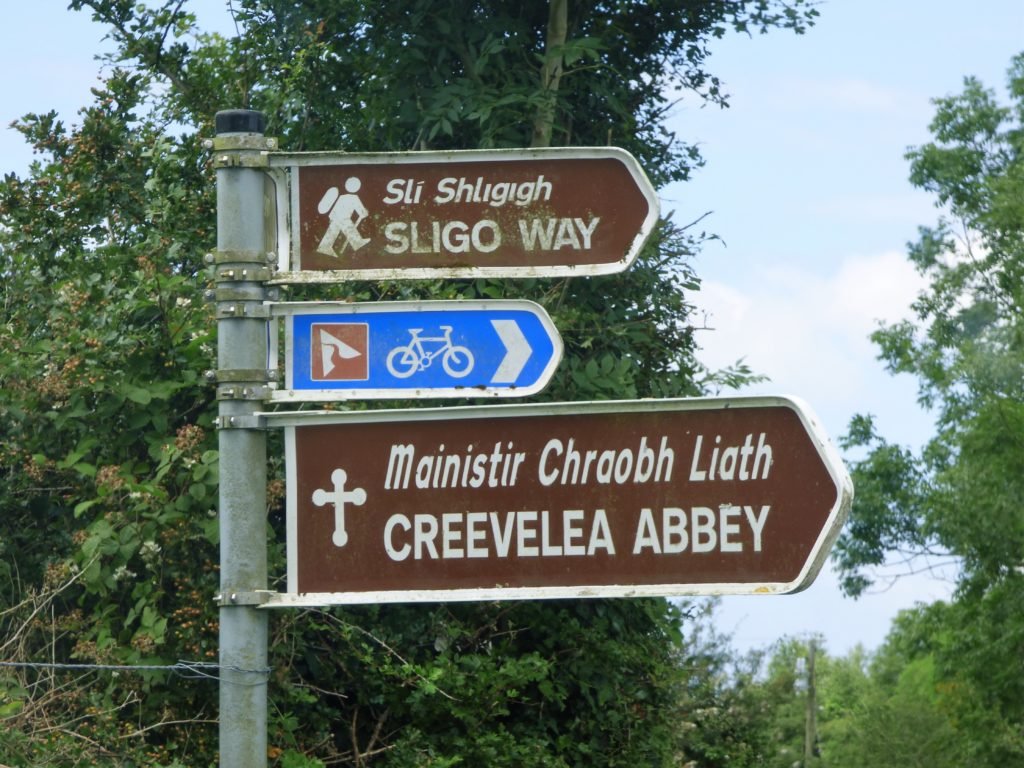 Slí Shligigh
SLIGO WAY
Mainistir Chraobh Liath
CREEVELEA ABBEY